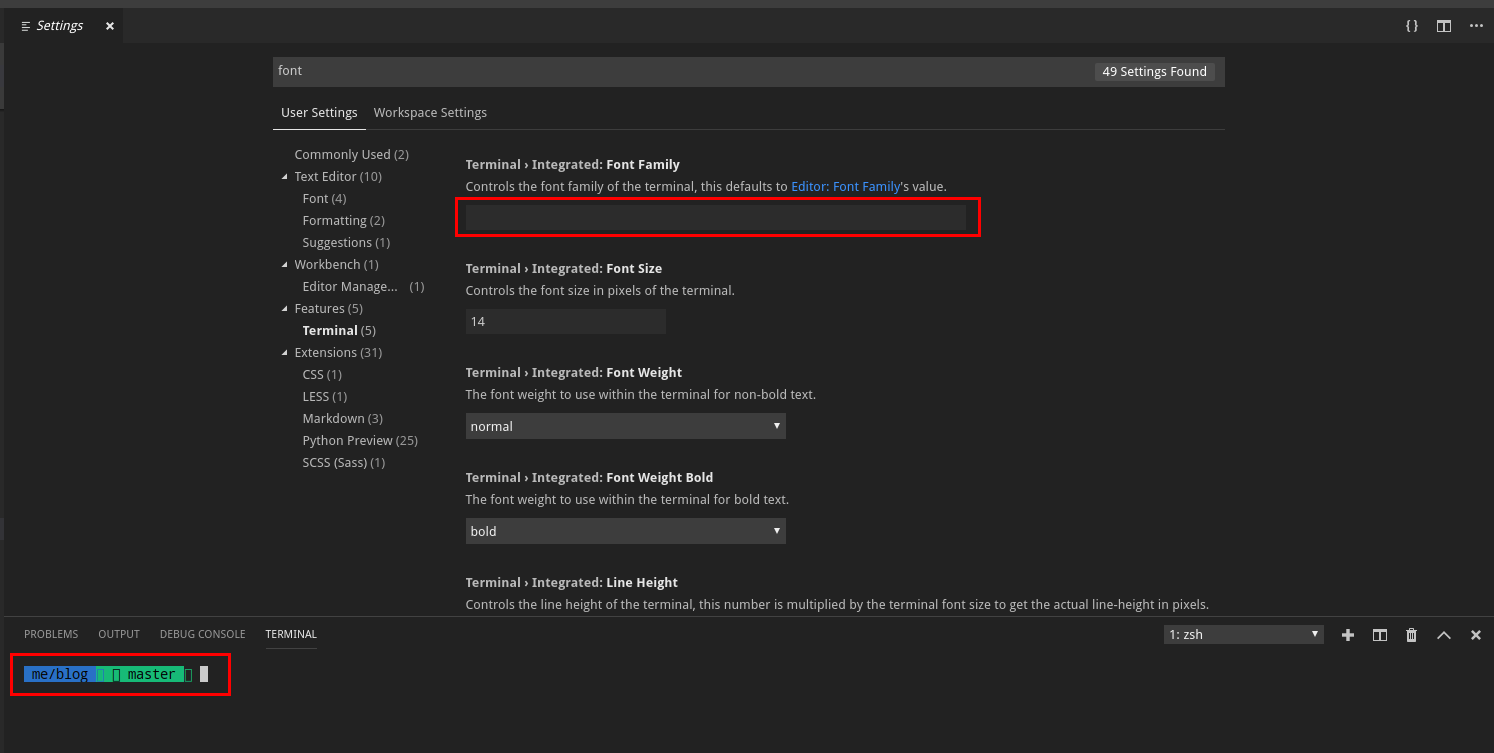 Settings
font
49 Settings Found
User Settings Workspace Settings
Commonly Used (2)
Text Editor (10)
Font (4)
Formatting (2)
Suggestions (1)
Workbench (1)
Editor Manage... (1)
Features (5)
Terminal (5)
Extensions (31)
CSS (1)
LESS (1)
Markdown (3)
Python Preview (25)
SCSS (Sass) (1)
Terminal › Integrated: Font Family
Controls the font family of the terminal, this defaults to Editor: Font Family's value.
Terminal › Integrated: Font Size
Controls the font size in pixels of the terminal.
14
Terminal › Integrated: Font Weight
The font weight to use within the terminal for non-bold text.
normal
Terminal › Integrated: Font Weight Bold
The font weight to use within the terminal for bold text.
bold
Terminal › Integrated: Line Height
Controls the line height of the terminal, this number is multiplied by the terminal font size to get the actual line-height in pixels.
PROBLEMS OUTPUT DEBUG CONSOLE TERMINAL
1: zsh
me/blog master